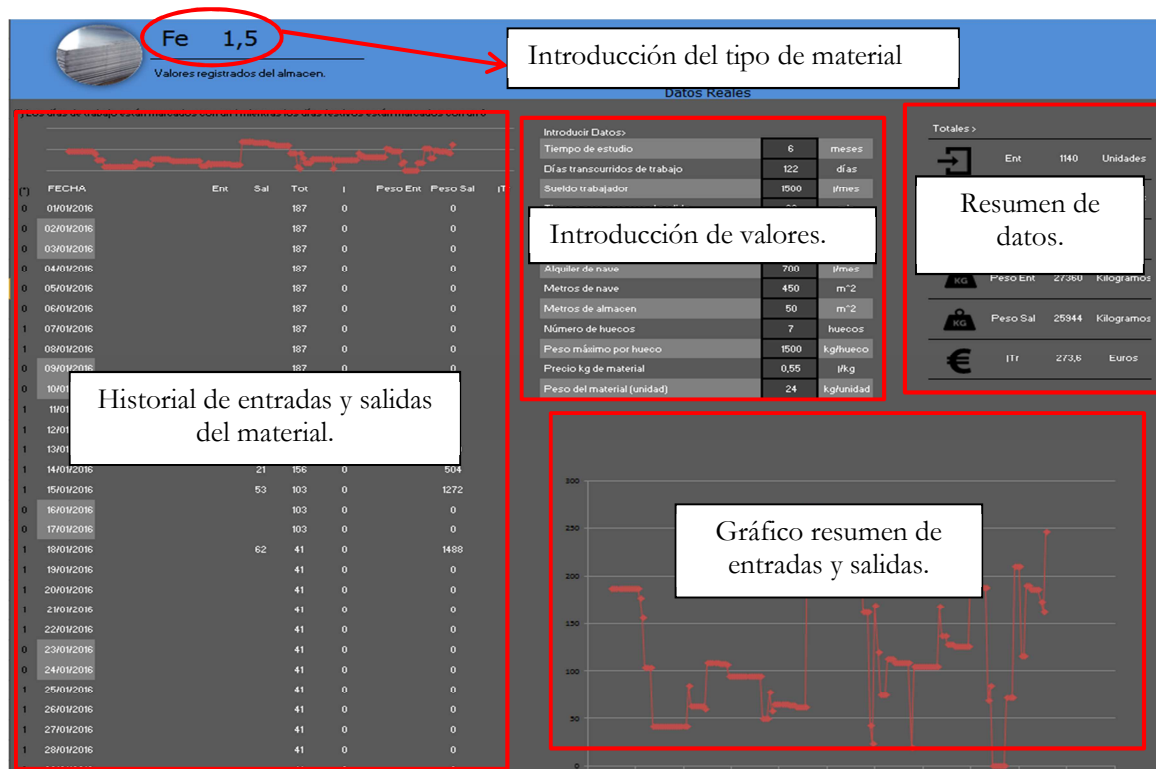 Fe 1,5
Valores registrados del almacen.
Introducción del tipo de material
Datos Reales
FECHA Ent Sal Tot Peso Ent Peso Sal
0 01/01/2016 187 0 0
0 02/01/2016 187 0 0
0 03/01/2016 187 0 0
0 04/01/2016 187 0 0
0 05/01/2016 187 0 0
0 06/01/2016 187 0 0
1 07/01/2016 187 0 0
1 08/01/2016 187 0 0
0 09/01/2016 187 0 0
0
1
1
1
Historial de entradas y salidas
del material.
1 14/01/2016 21 156 0 504
1 15/01/2016 53 103 0 1272
0 16/01/2016 103 0 0
0 17/01/2016 103 0 0
1 18/01/2016 62 41 0 1488
1 19/01/2016 41 0 0
1 20/01/2016 41 0 0
1 21/01/2016 41 0 0
1 22/01/2016 41 0 0
0 23/01/2016 41 0 0
0 24/01/2016 41 0 0
1 25/01/2016 41 0 0
1 26/01/2016 41 0 0
1 27/01/2016 41 0 0
1 28/01/2016 41 0 0
Introducir Datos>
Tiempo de estudio 6 meses
Días transcurridos de trabajo 122 días
Sueldo trabajador 1500 /mes
Introducción de valores.
Alquiler de nave 700 /mes
Metros de nave 450 m^2
Metros de almacen 50 m^2
Número de huecos 7 huecos
Peso máximo por hueco 1500 kg/hueco
Precio kg de material 0,55 /kg
Peso del material (unidad) 24 kg/unidad
Totales >
Ent 1140 Unidades
Resumen de
datos.
KG Peso Ent 27360 Kilogramos
KG Peso Sal 25944 Kilogramos
€ Tr 273,6 Euros
Gráfico resumen de
entradas y salidas.
300
250
200
150
100
50
0